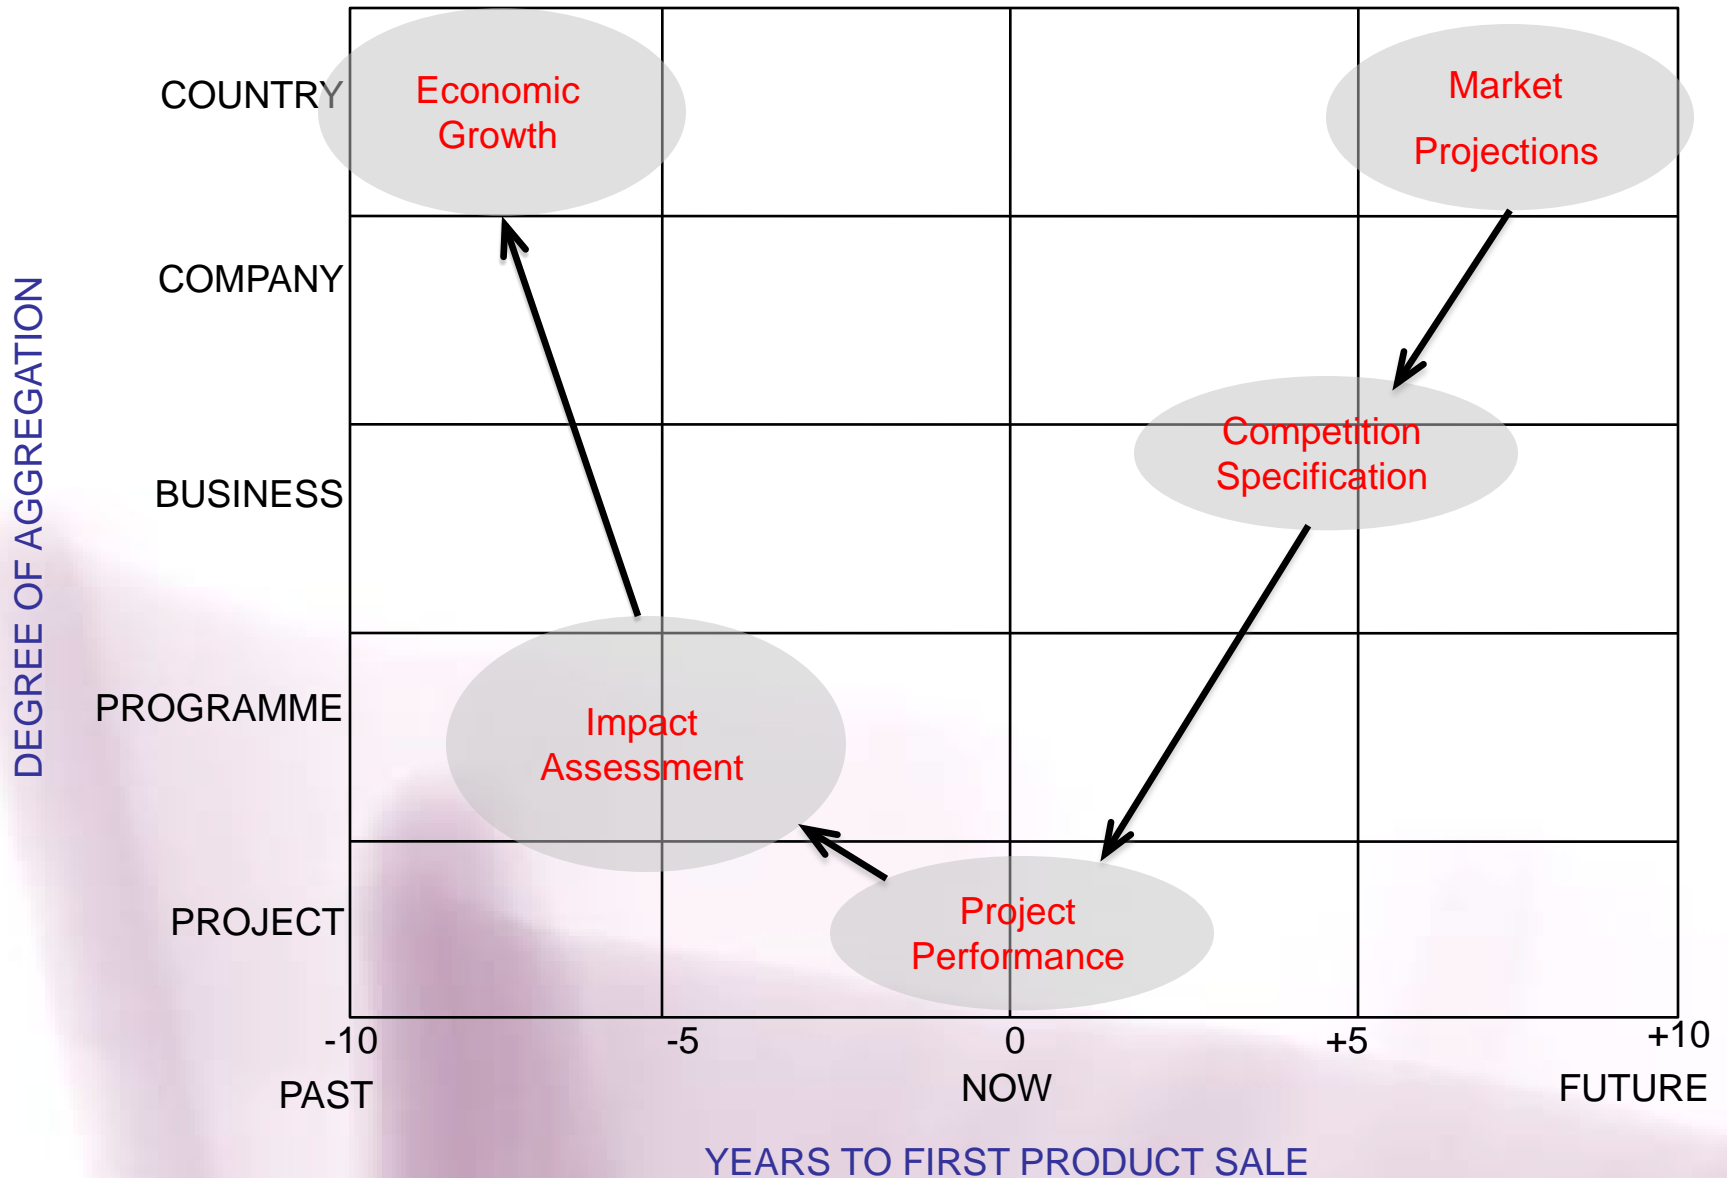 DEGREE OF AGGREGATION
COUNTRY
COMPANY
BUSINESS
PROGRAMME
PROJECT
Economic
Growth
Market
Projections
Competition
Specification
Impact
Assessment
Project
Performance
-10
-5
0
+5
+10
PAST
NOW
FUTURE
YEARS TO FIRST PRODUCT SALE